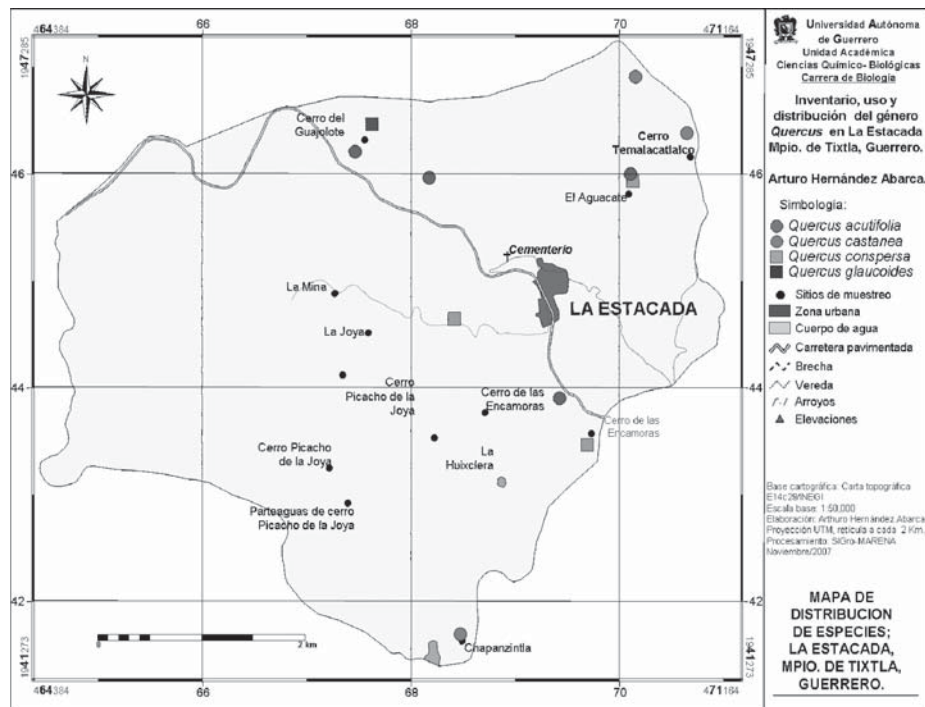 464384
66
68
70
471164
1947285
1947285
N
Cerro del
Guajolote
Cerro
Temalacatlalco
46
46
El Aguacate
Cementerio
La Mina
LA ESTACADA
La Joya
44
44
Cerro
Picacho de la
Joya
Cerro de las
Encamoras
Cerro de las
Encamoras
Cerro Picacho
de la Joya
La
Huixclera
Parteaguas de cerro
Picacho de la Joya
42
42
0
2 km
Chapanzintla
1941273
1941273
464384
66
68
70
471164
Universidad Autónoma
de Guerrero
Unidad Académica
Ciencias Químico- Biológicas
Carrera de Biología
Inventario, uso y
distribución del género
Quercus en La Estacada
Mpio. de Tixtla, Guerrero.
Arturo Hernández Abarca.
Simbología:
Quercus acutifolia
Quercus castanea
Quercus conspersa
Quercus glaucoides
Sitios de muestreo
Zona urbana
Cuerpo de agua
Carretera pavimentada
Brecha
Vereda
Arroyos
Elevaciones
Base cartográfica: Carta topográfica
E14c28/INEGI
Escala base: 1:50,000
Elaboración: Arthuro Hernández Abarca
Proyección UTM, retícula a cada 2 Km.
Procesamiento: SIGro-MARENA
Noviembre/2007
MAPA DE
DISTRIBUCION
DE ESPECIES;
LA ESTACADA,
MPIO. DE TIXTLA,
GUERRERO.